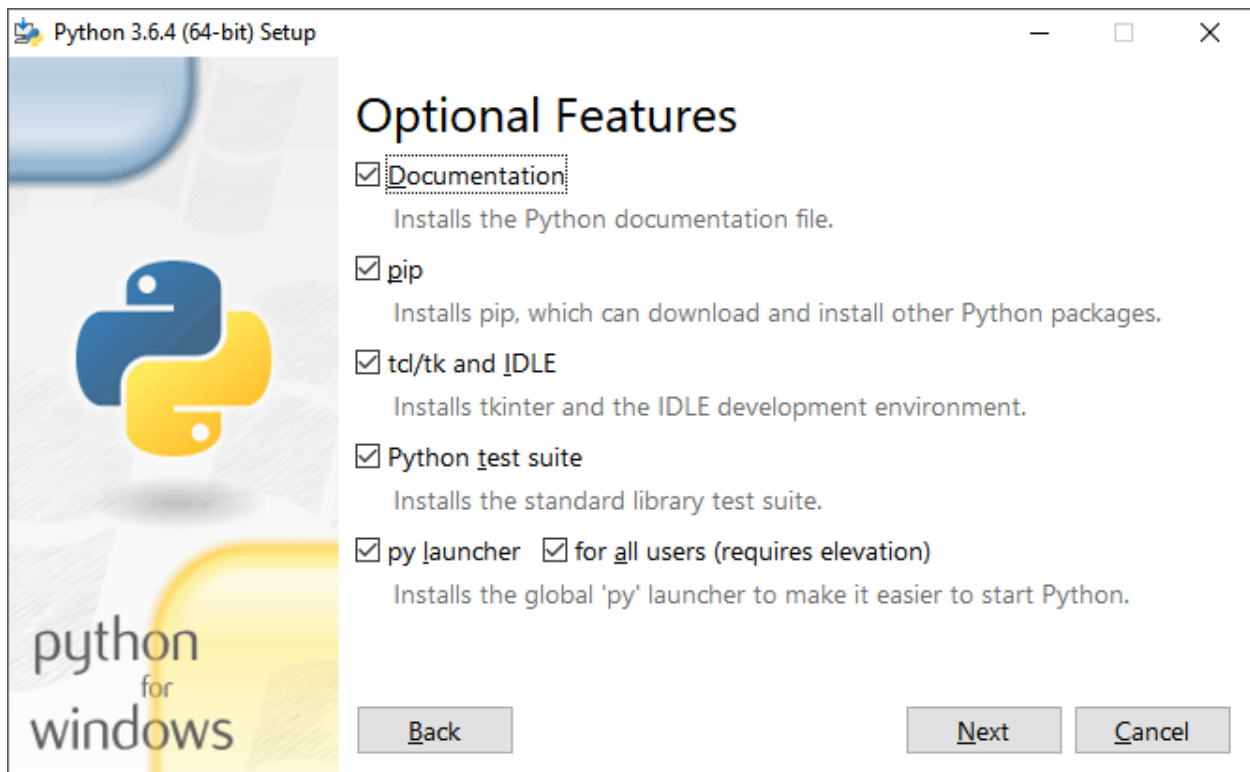 Python 3.6.4 (64-bit) Setup
Optional Features
Documentation
Installs the Python documentation file.
pip
Installs pip, which can download and install other Python packages.
tcl/tk and IDLE
Installs tkinter and the IDLE development environment.
Python test suite
Installs the standard library test suite.
py launcher for all users (requires elevation)
Installs the global 'py' launcher to make it easier to start Python.
python
for
windows
Back Next Cancel